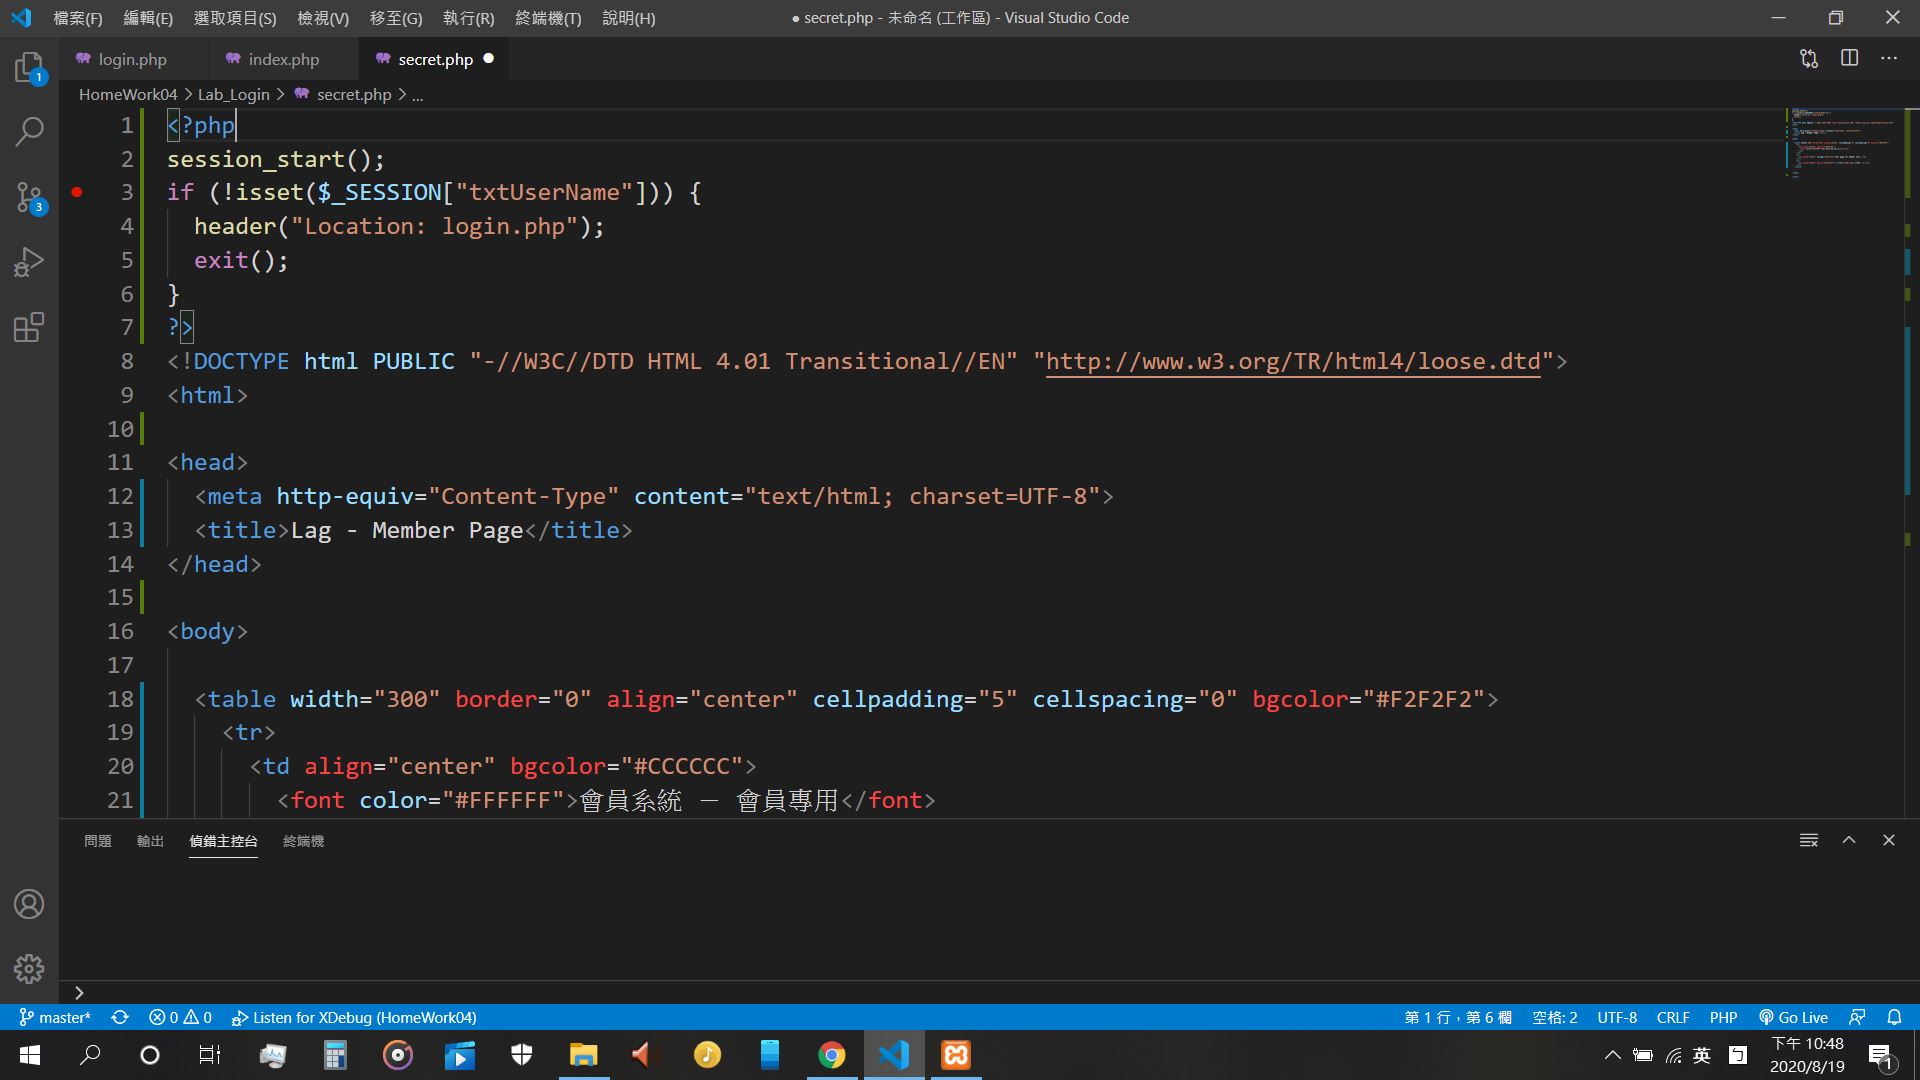 檔案(F) 編輯(E) 選取項目(S) 檢視(V) 移至(G) 執行(R) 終端機(T) 說明(H) ● secret.php - 未命名 (工作區) - Visual Studio Code
login.php index.php secret.php
HomeWork04 > Lab_Login > secret.php > ...
1 <?php
2 session_start();
3 if (!isset($_SESSION["txtUserName"])) {
4 header("Location: login.php");
5 exit();
6 }
7 ?>
8 <!DOCTYPE html PUBLIC "-//W3C//DTD HTML 4.01 Transitional//EN" "http://www.w3.org/TR/html4/loose.dtd">
9 <html>
10
11 <head>
12 <meta http-equiv="Content-Type" content="text/html; charset=UTF-8">
13 <title>Lag - Member Page</title>
14 </head>
15
16 <body>
17
18 <table width="300" border="0" align="center" cellpadding="5" cellspacing="0" bgcolor="#F2F2F2">
19 <tr>
20 <td align="center" bgcolor="#CCCCCC">
21 <font color="#FFFFFF">會員系統 － 會員專用</font>
1
3
問題 輸出 偵錯主控台 終端機
master* 0 0 Listen for XDebug (HomeWork04) 第 1 行，第 6 欄 空格: 2 UTF-8 CRLF PHP Go Live
英 下午 10:48
2020/8/19
1